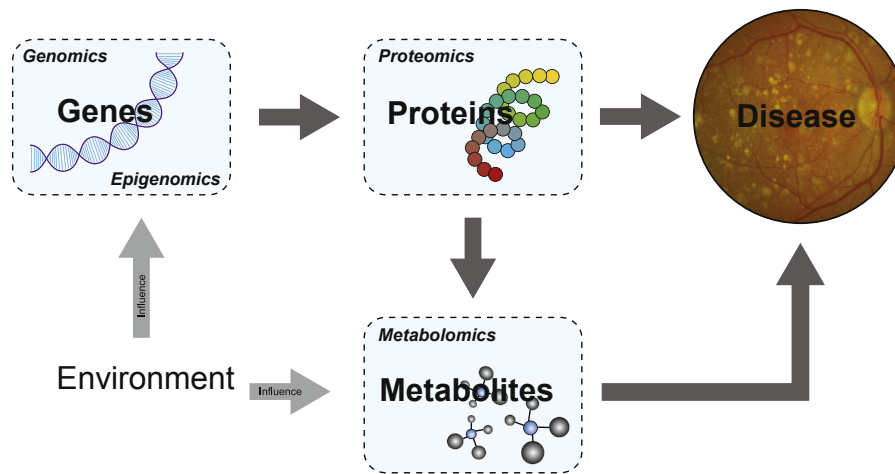 Genomics
Genes
Epigenomics
Proteomics
Proteins
Disease
Influence
Environment
Influence
Metabolomics
Metabolites